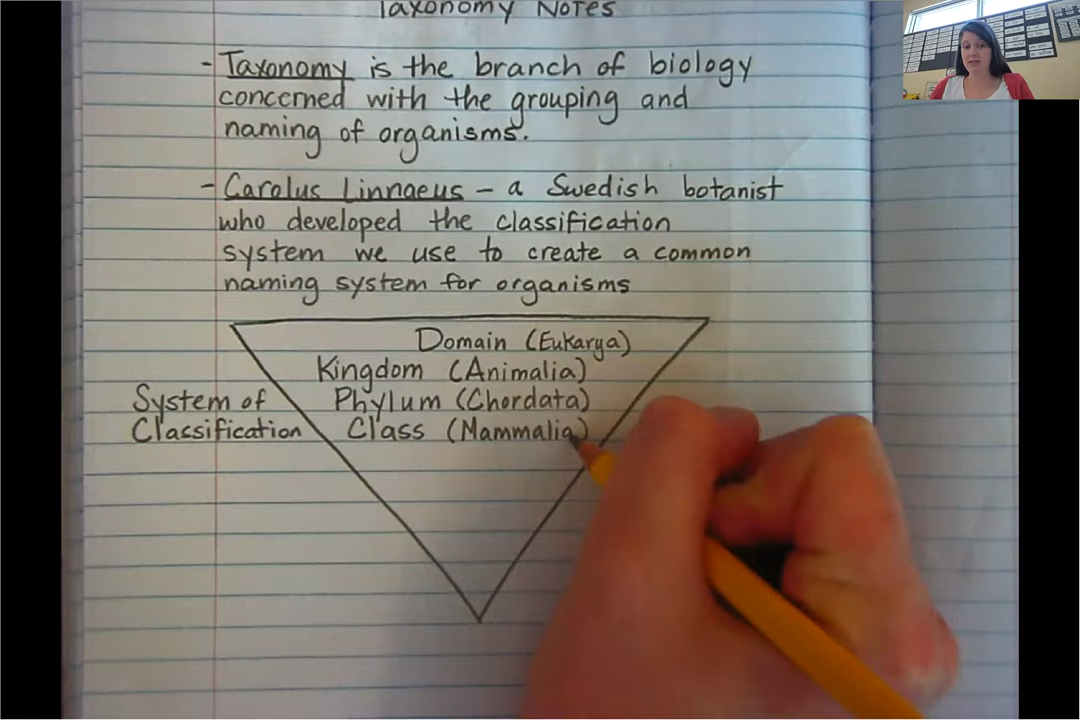 Taxonomy Notes
- Taxonomy is the branch of biology
concerned with the grouping and
naming of organisms.
- Carolus Linnaeus - a Swedish botanist
who developed the classification
system we use to create a common
naming system for organisms
Domain (Eukarya)
Kingdom (Animalia)
System of Phylum (Chordata)
Classification Class (Mammalia)